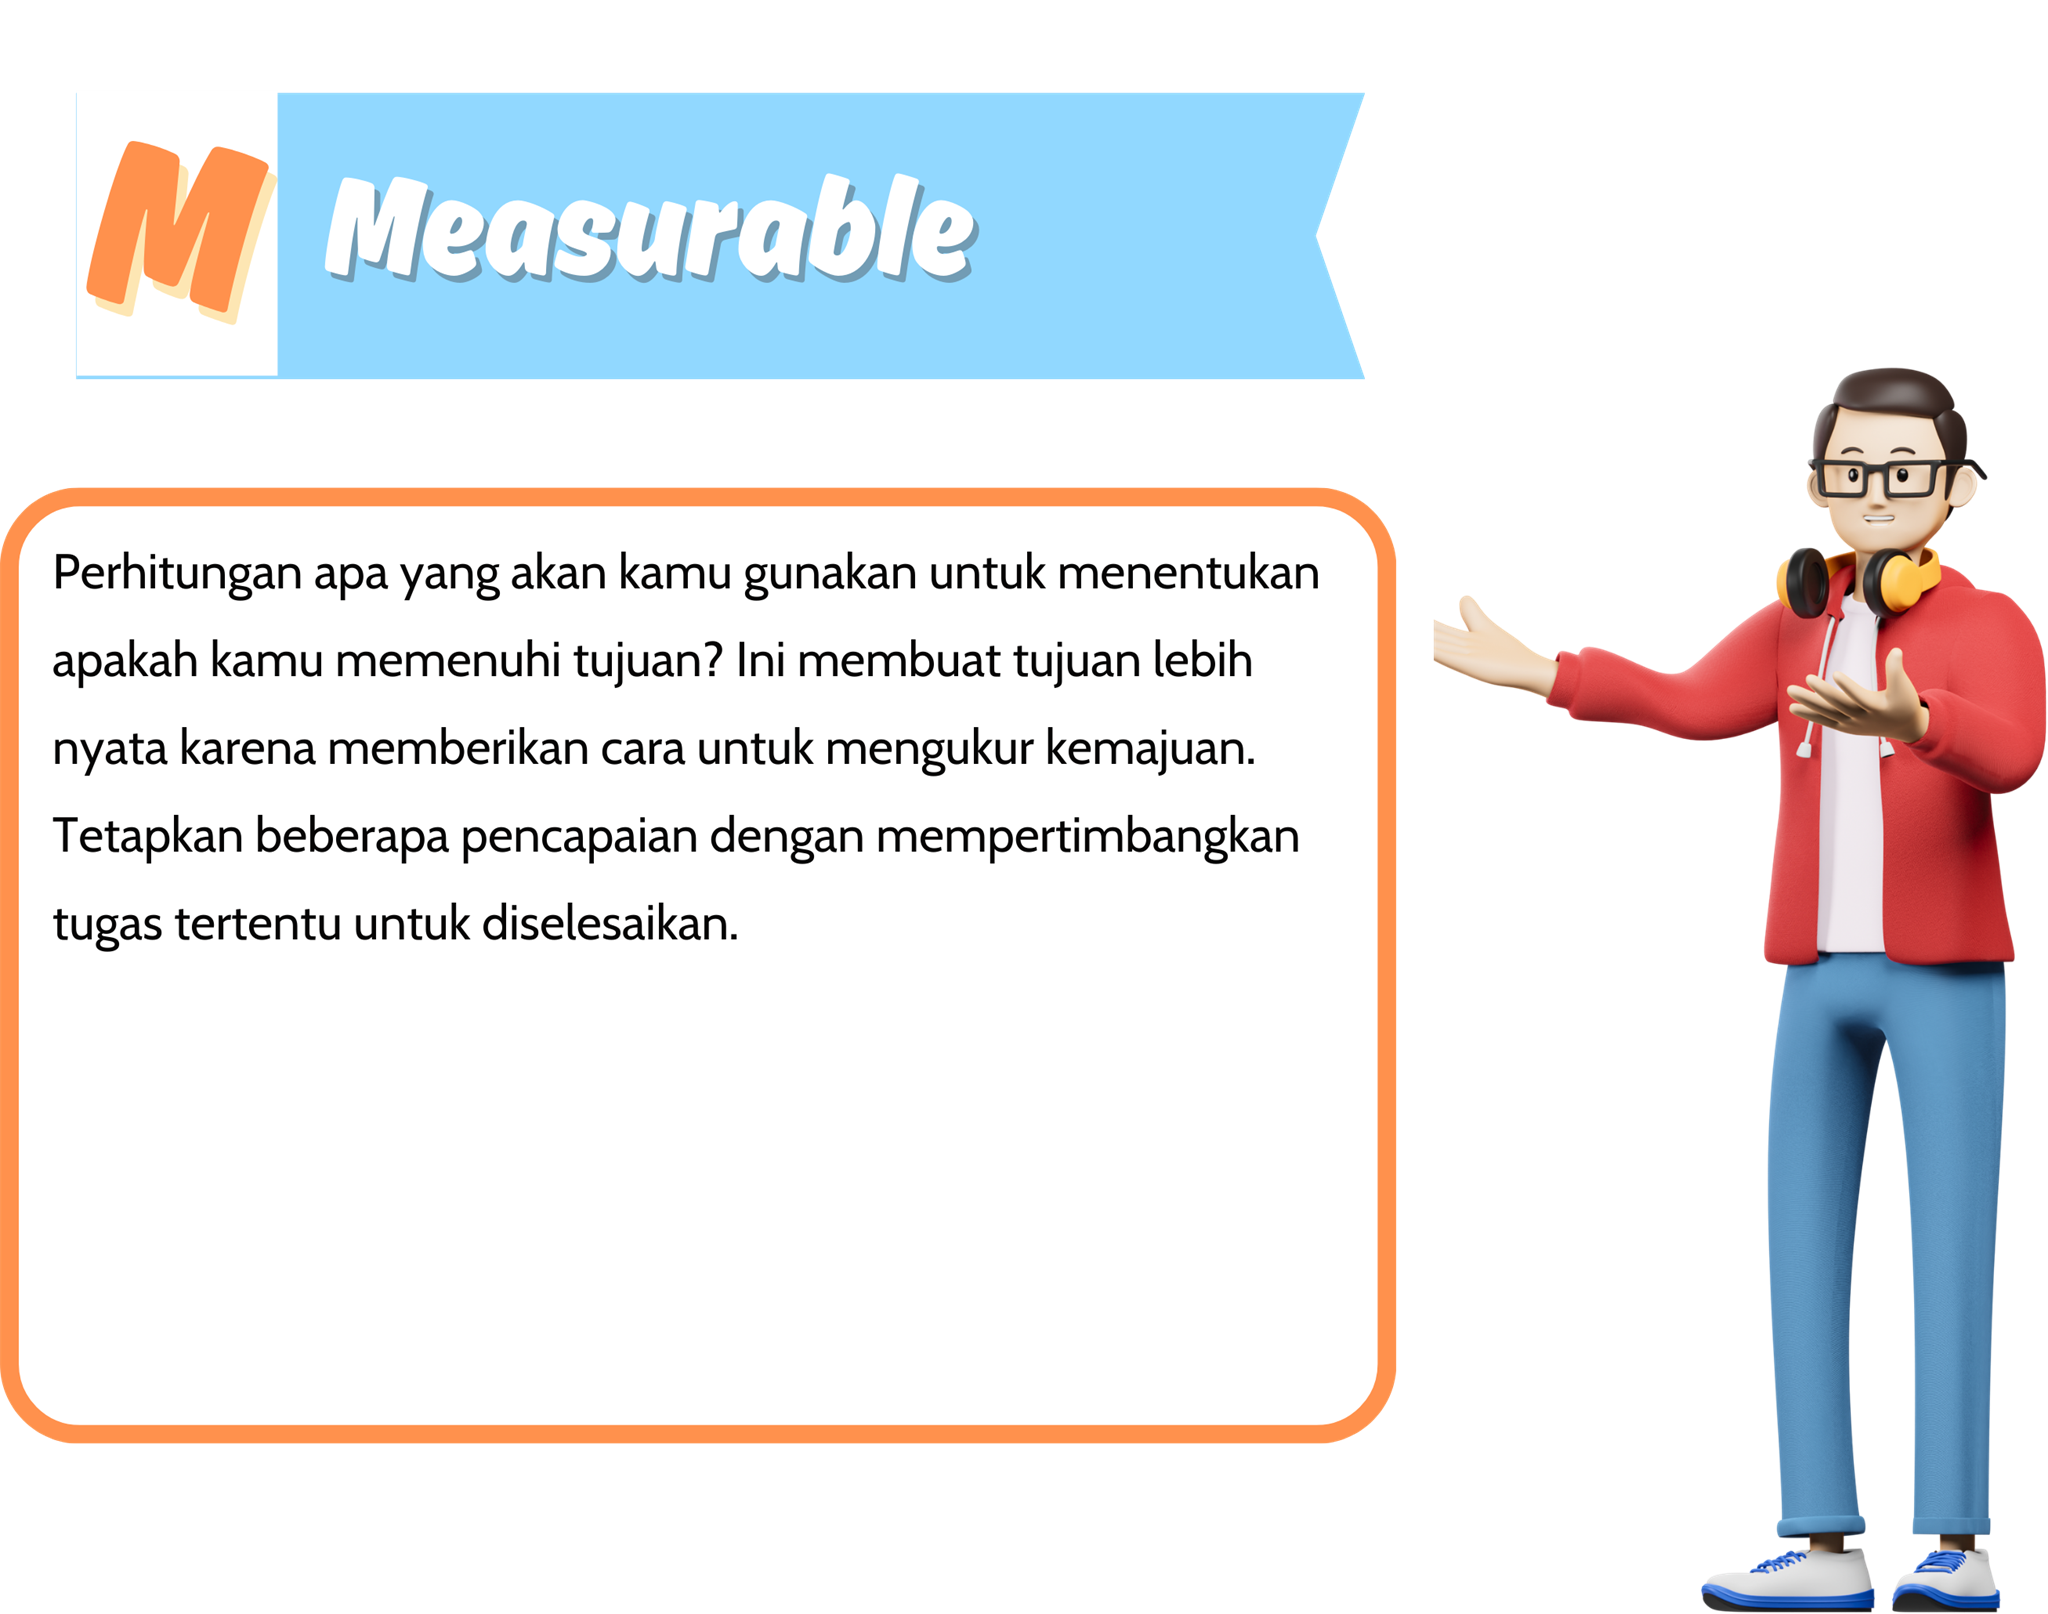 M
Measurable
Perhitungan apa yang akan kamu gunakan untuk menentukan
apakah kamu memenuhi tujuan? Ini membuat tujuan lebih
nyata karena memberikan cara untuk mengukur kemajuan.
Tetapkan beberapa pencapaian dengan mempertimbangkan
tugas tertentu untuk diselesaikan.